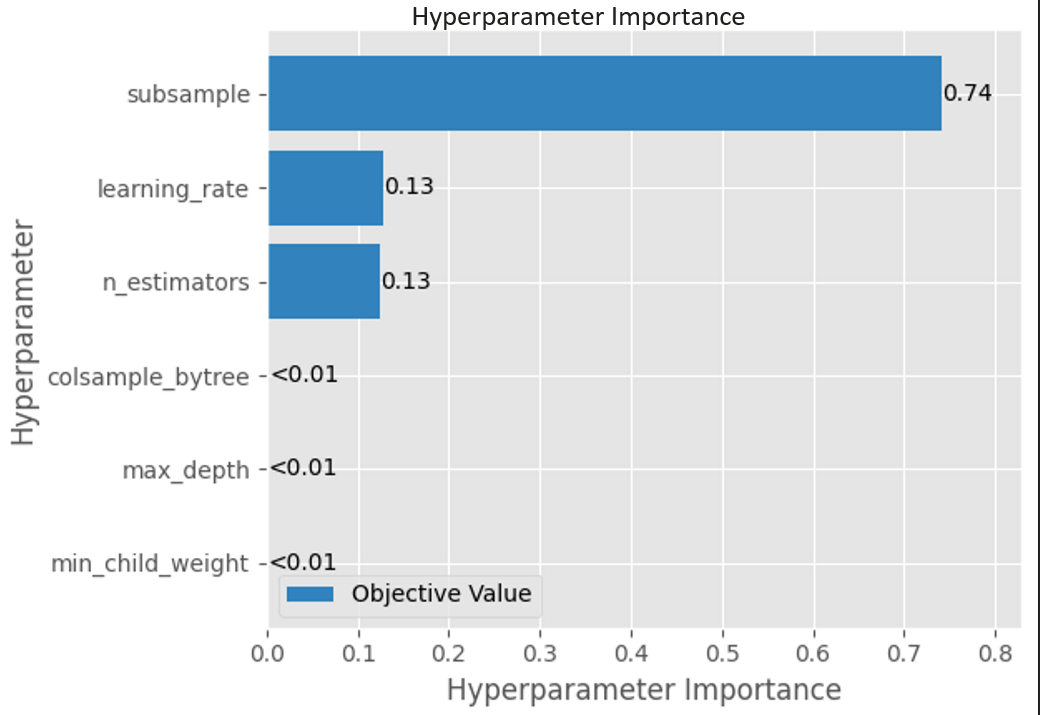 Hyperparameter Importance
Hyperparameter
subsample
0.74
learning_rate
0.13
n_estimators
0.13
colsample_bytree
<0.01
max_depth
<0.01
min_child_weight
<0.01
Objective Value
0.0 0.1 0.2 0.3 0.4 0.5 0.6 0.7 0.8
Hyperparameter Importance